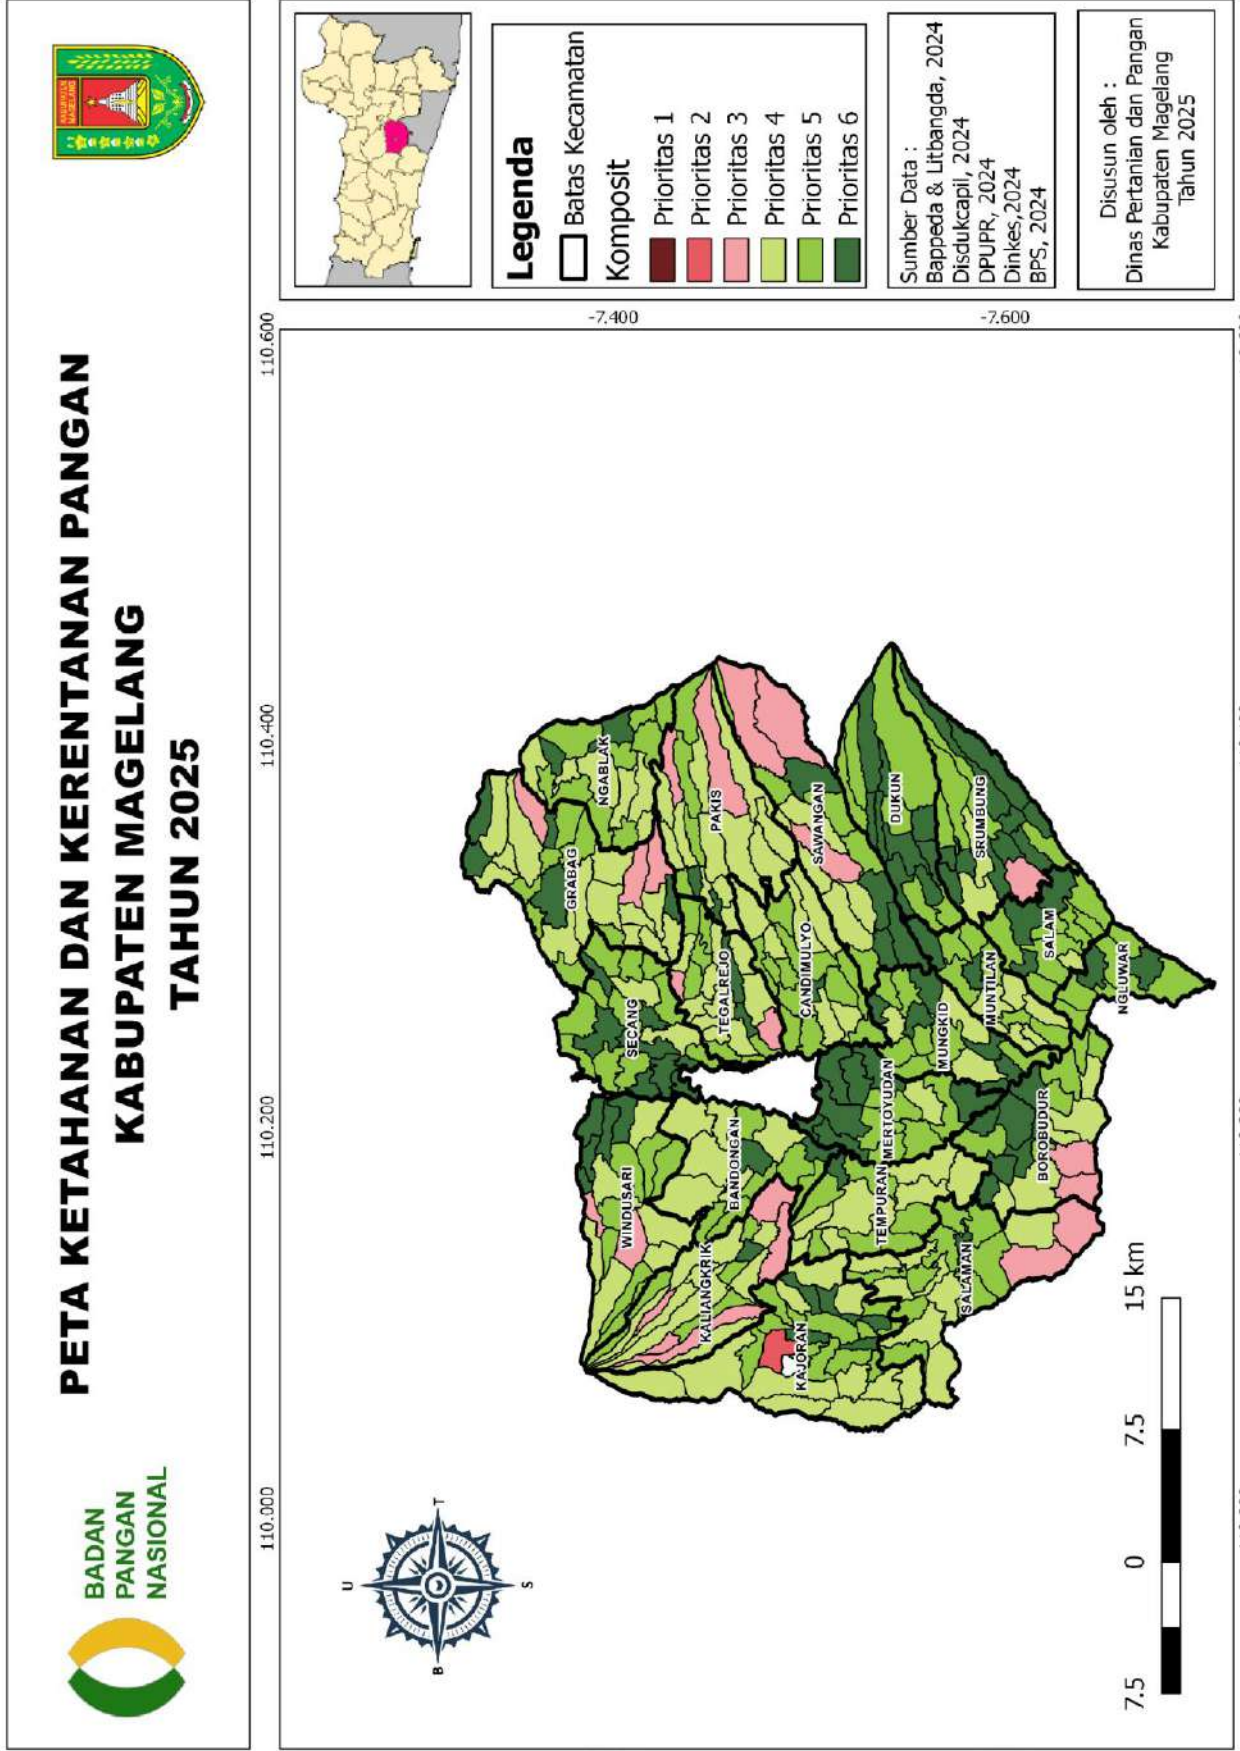 BADAN
PANGAN
NASIONAL
PETA KETAHANAN DAN KERENTANAN PANGAN
KABUPATEN MAGELANG
TAHUN 2025
KABUPATEN
MAGELANG
110.000
110.200
110.400
110.600
-7.400
-7.600
U
B
T
S
GRABAG
NGABLAK
SECANG
WINDUSARI
PAKIS
TEGALREJO
BANDONGAN
KALIANGKRIK
SAWANGAN
CANDIMULYO
KAJORAN
DUKUN
MERTOYUDAN
TEMPURAN
MUNGKID
SRUMBUNG
MUNTILAN
SALAMAN
SALAM
BOROBUDUR
NGLUWAR
7.5
0
7.5
15 km
Legenda
Batas Kecamatan
Komposit
Prioritas 1
Prioritas 2
Prioritas 3
Prioritas 4
Prioritas 5
Prioritas 6
Sumber Data :
Bappeda & Litbangda, 2024
Disdukcapil, 2024
DPUPR, 2024
Dinkes,2024
BPS, 2024
Disusun oleh :
Dinas Pertanian dan Pangan
Kabupaten Magelang
Tahun 2025